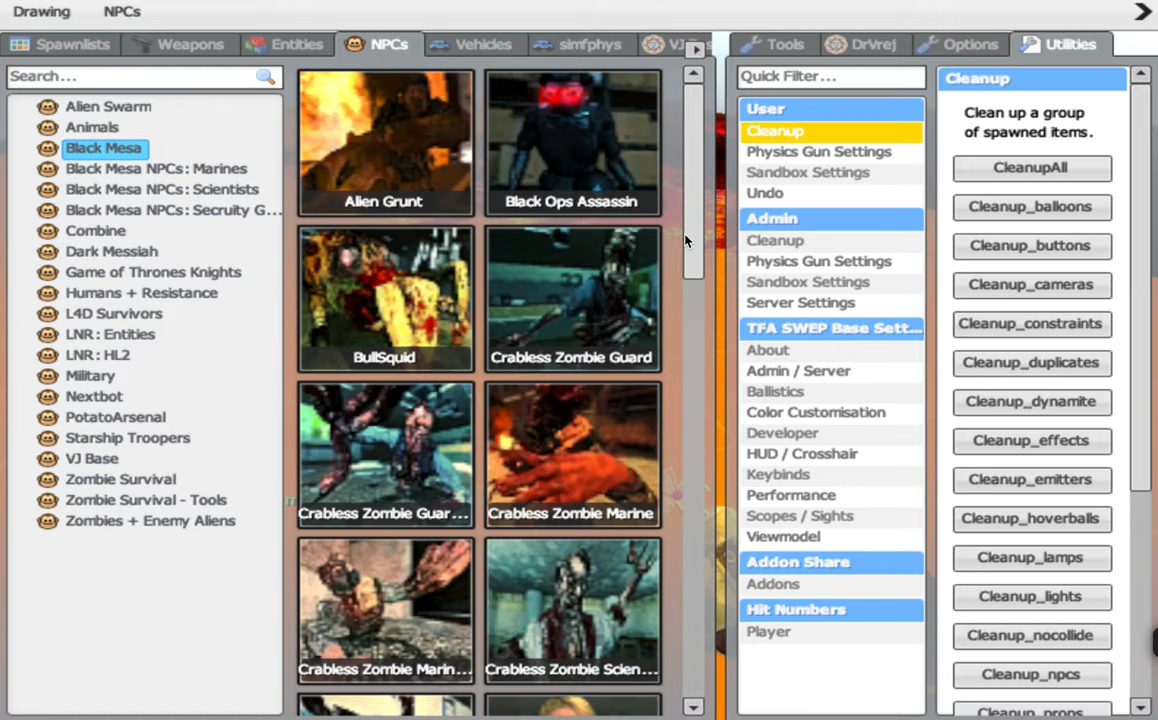 Drawing
NPCs
Spawnlists
Weapons
Entities
NPCs
Vehicles
simfphys
Tools
DrVrej
Options
Utilities
Search...
Alien Swarm
Animals
Black Mesa
Black Mesa NPCs: Marines
Black Mesa NPCs: Scientists
Black Mesa NPCs: Secruity G...
Combine
Dark Messiah
Game of Thrones Knights
Humans + Resistance
L4D Survivors
LNR: Entities
LNR: HL2
Military
Nextbot
PotatoArsenal
Starship Troopers
VJ Base
Zombie Survival
Zombie Survival - Tools
Zombies + Enemy Aliens
Alien Grunt
Black Ops Assassin
BullSquid
Crabless Zombie Guard
Crabless Zombie Guar...
Crabless Zombie Marine
Crabless Zombie Marin...
Crabless Zombie Scien...
Quick Filter...
User
Cleanup
Physics Gun Settings
Sandbox Settings
Undo
Admin
Cleanup
Physics Gun Settings
Sandbox Settings
Server Settings
TFA SWEP Base Sett...
About
Admin / Server
Ballistics
Color Customisation
Developer
HUD / Crosshair
Keybinds
Performance
Scopes / Sights
Viewmodel
Addon Share
Addons
Hit Numbers
Player
Cleanup
Clean up a group
of spawned items.
CleanupAll
Cleanup_balloons
Cleanup_buttons
Cleanup_cameras
Cleanup_constraints
Cleanup_duplicates
Cleanup_dynamite
Cleanup_effects
Cleanup_emitters
Cleanup_hoverballs
Cleanup_lamps
Cleanup_lights
Cleanup_nocollide
Cleanup_npcs
Cleanup_props